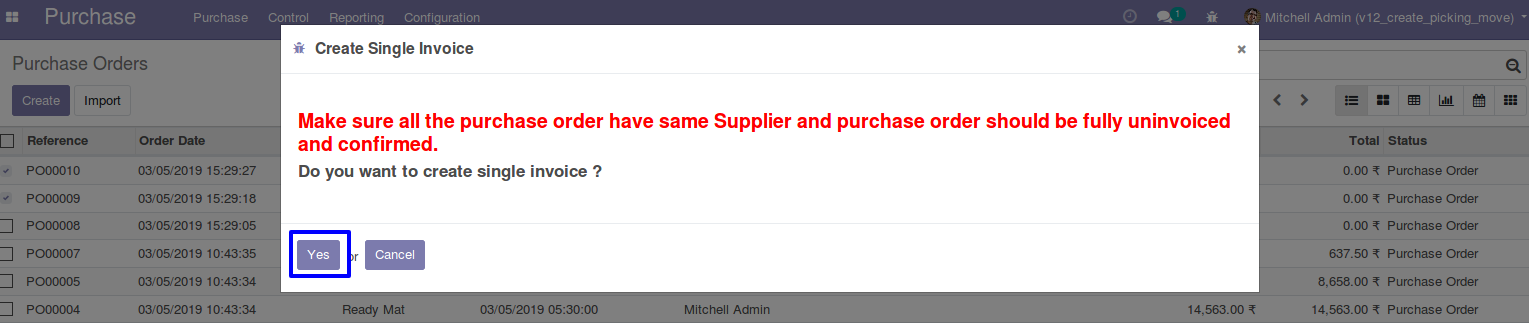 Purchase Purchase Control Reporting Configuration 1 Mitchell Admin (v12_create_picking_move)
Create Single Invoice ×
Purchase Orders
Create Import
Make sure all the purchase order have same Supplier and purchase order should be fully uninvoiced
and confirmed.
Do you want to create single invoice ?
Reference Order Date Total Status
PO00010 03/05/2019 15:29:27 0.00 ₹ Purchase Order
PO00009 03/05/2019 15:29:18 0.00 ₹ Purchase Order
PO00008 03/05/2019 15:29:05 0.00 ₹ Purchase Order
PO00007 03/05/2019 10:43:35 637.50 ₹ Purchase Order
Yes or Cancel
PO00005 03/05/2019 10:43:34 8,658.00 ₹ Purchase Order
PO00004 03/05/2019 10:43:34 Ready Mat 03/05/2019 05:30:00 Mitchell Admin 14,563.00 ₹ 14,563.00 ₹ Purchase Order